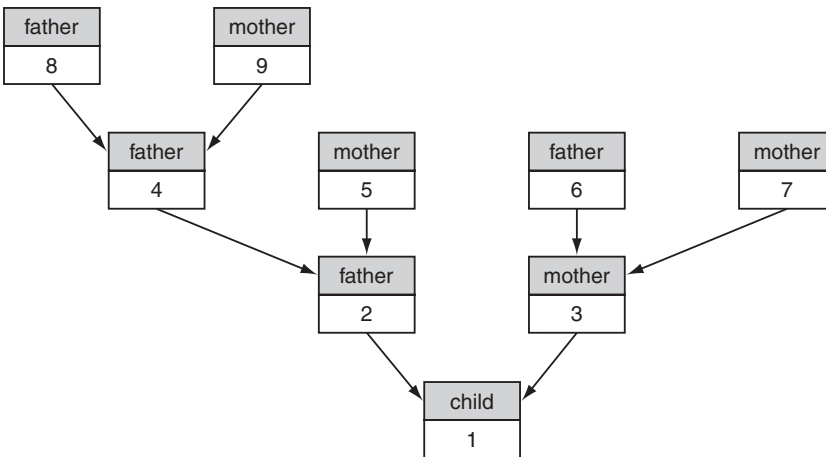 father mother
8 9
father mother father mother
4 5 6 7
father mother
2 3
child
1